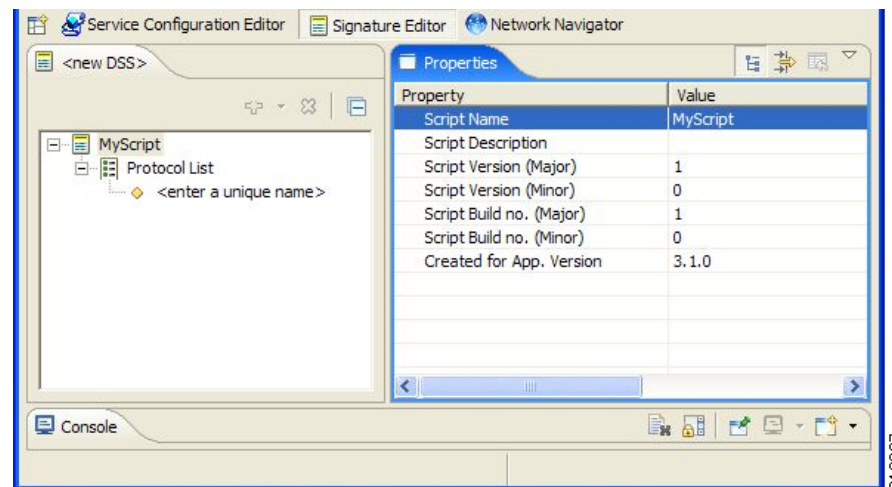 Service Configuration Editor Signature Editor Network Navigator
<new DSS>
MyScript
Protocol List
<enter a unique name>
Properties
Property Value
Script Name MyScript
Script Description
Script Version (Major) 1
Script Version (Minor) 0
Script Build no. (Major) 1
Script Build no. (Minor) 0
Created for App. Version 3.1.0
Console